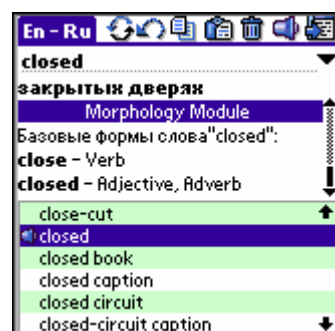 En - Ru
closed
закрытых дверях
Morphology Module
Базовые формы слова"closed":
close - Verb
closed - Adjective, Adverb
close-cut
closed
closed book
closed caption
closed circuit
closed-circuit caption